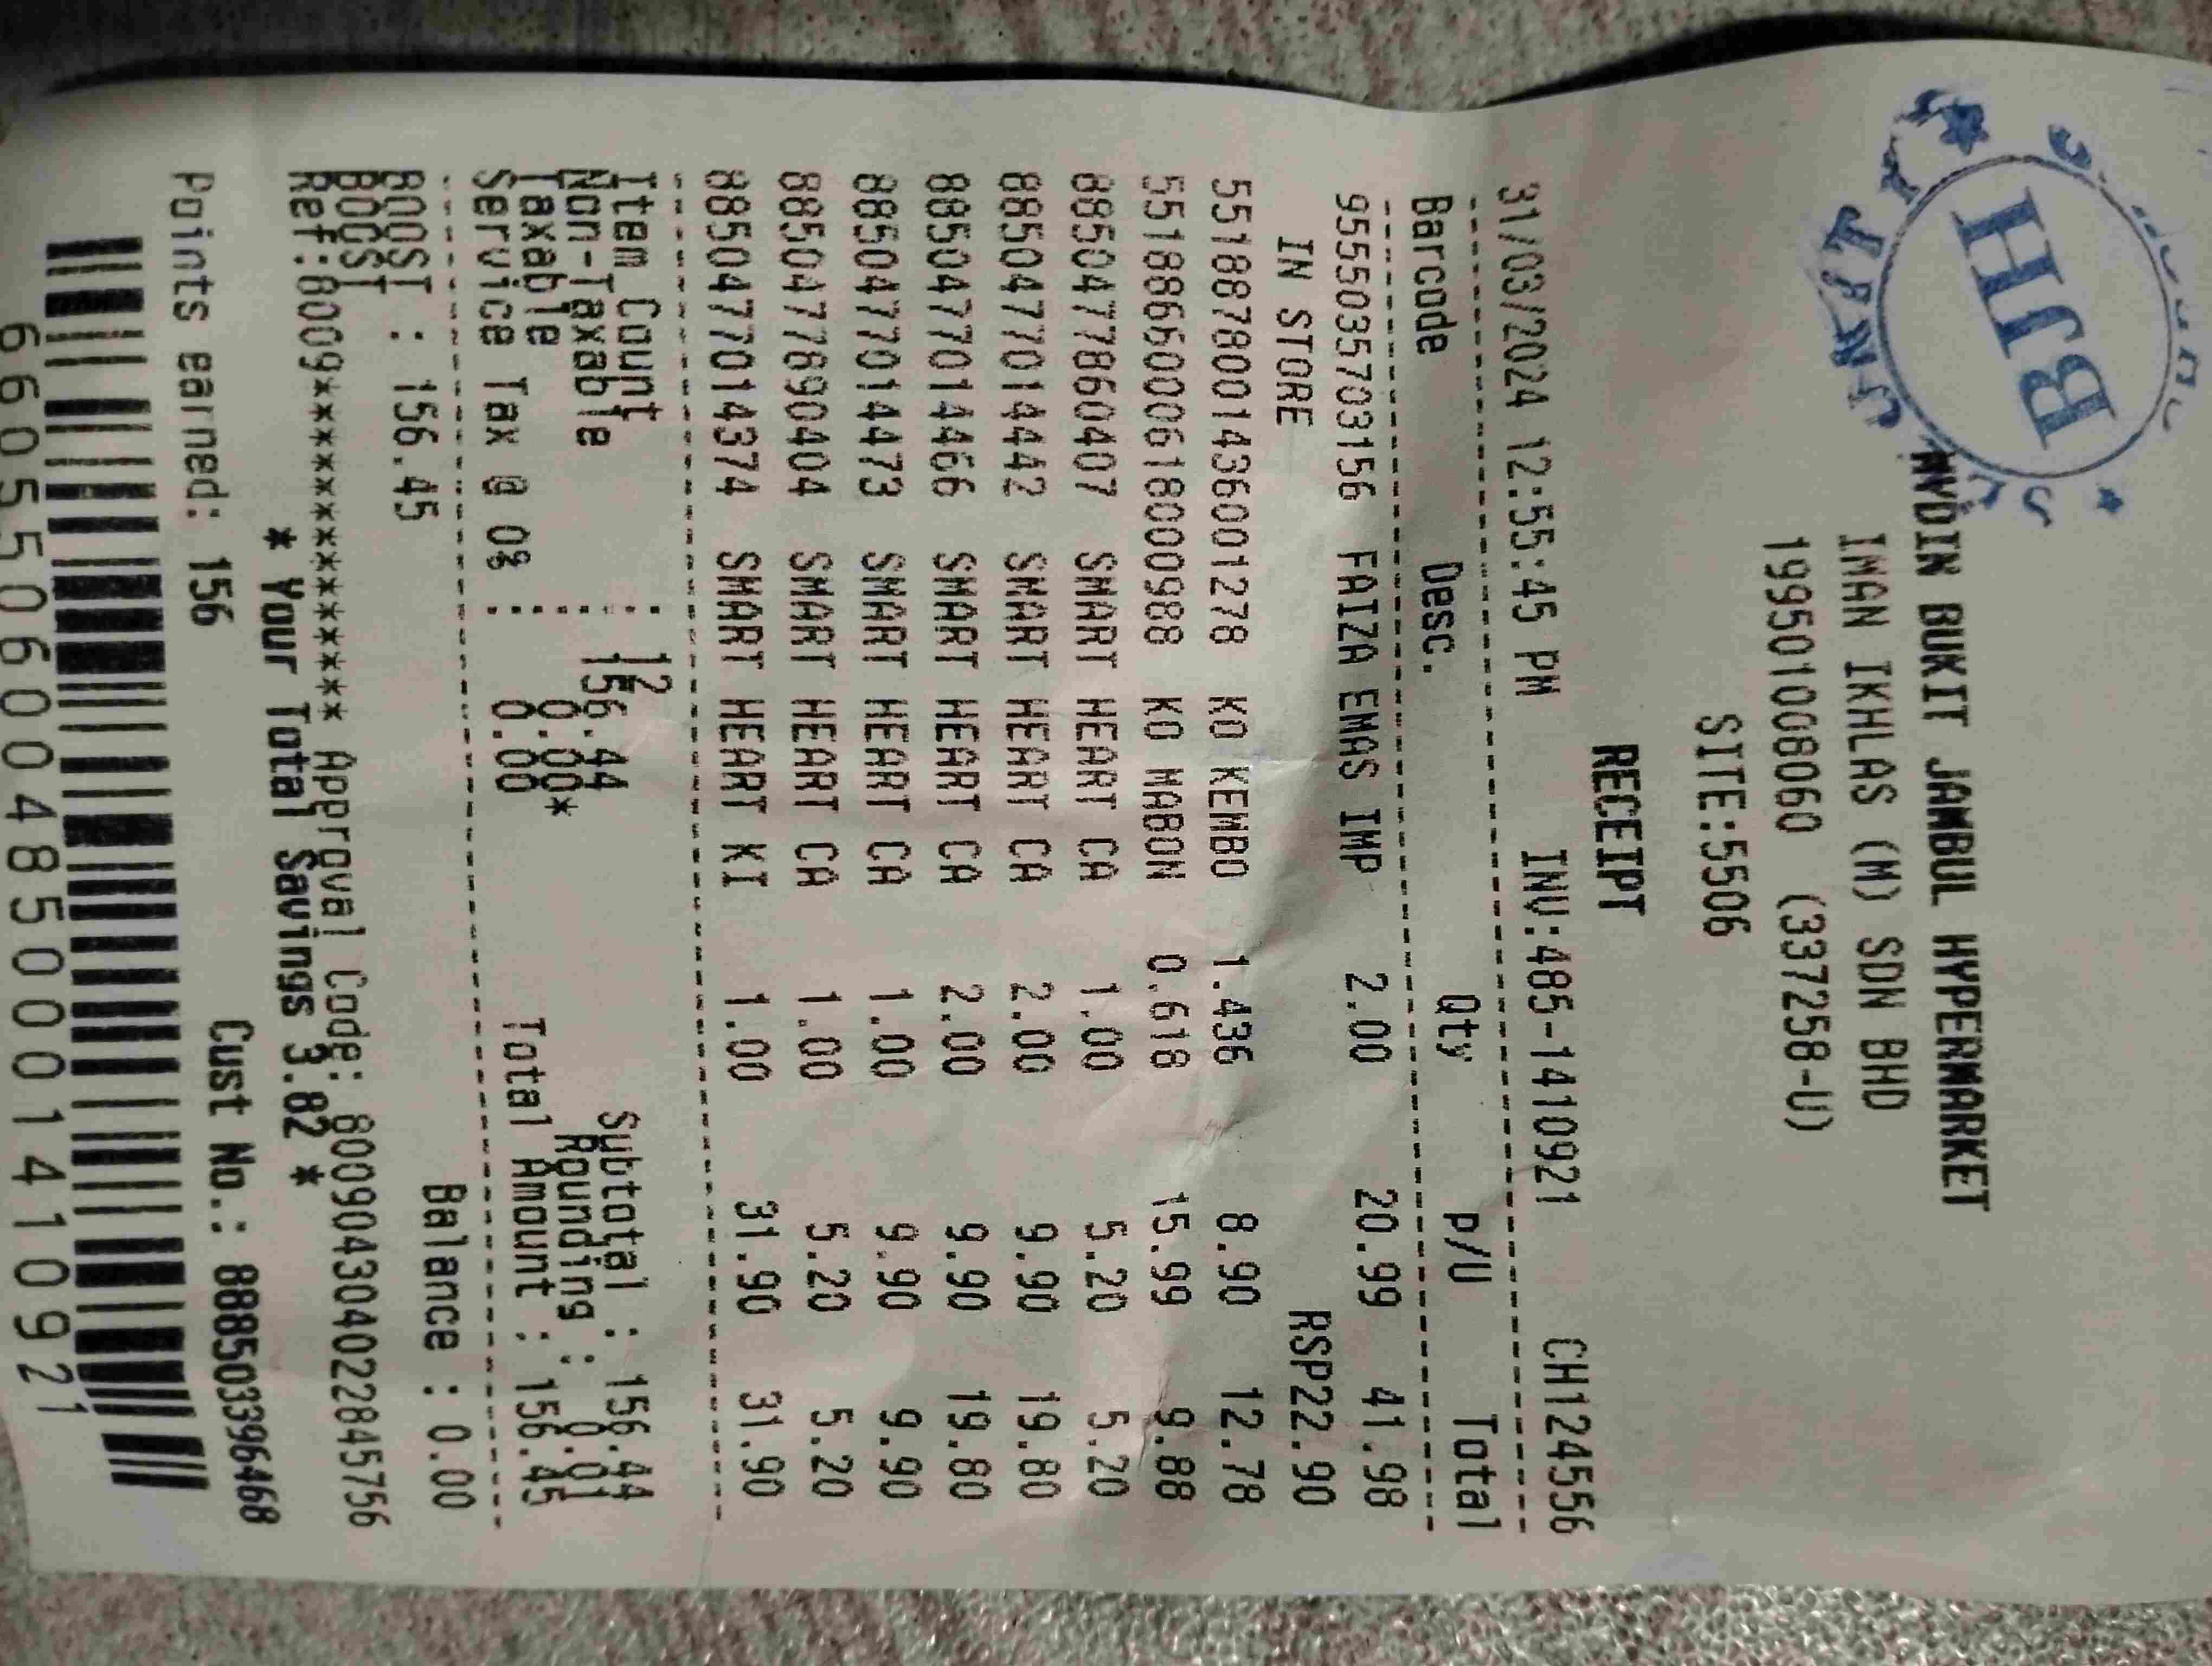 BJH
MYDIN BUKIT JAMBUL HYPERMARKET
IMAN IKHLAS (M) SDN BHD
199501008060 (337258-U)
SITE:5506
RECEIPT
31/03/2024 12:55:45 PM INV:485-1410921 CH124556
Barcode Desc. Qty P/U Total
9555035703156 FAIZA EMAS IMP 2.00 20.99 41.98
IN STORE RSP22.90
5518878001436001278 KO KEMBO 1.436 8.90 12.78
5518866000618000988 KO MABON 0.618 15.99 9.88
8850477860407 SMART HEART CA 1.00 5.20 5.20
8850477014442 SMART HEART CA 2.00 9.90 19.80
8850477014466 SMART HEART CA 2.00 9.90 19.80
8850477014473 SMART HEART CA 1.00 9.90 9.90
8850477890404 SMART HEART CA 1.00 5.20 5.20
8850477014374 SMART HEART KI 1.00 31.90 31.90
Item Count : 12 Subtotal : 156.44
Non-Taxable : 156.44 Rounding : 0.01
Taxable : 0.00* Total Amount : 156.45
Service Tax @ 0% : 0.00
BOOST : 156.45 Balance : 0.00
BOOST
Ref:8009**************** Approval Code: 800904304022845756
* Your Total Savings 3.82 *
Points earned: 156 Cust No.: 8885039396468
660550600485001410921